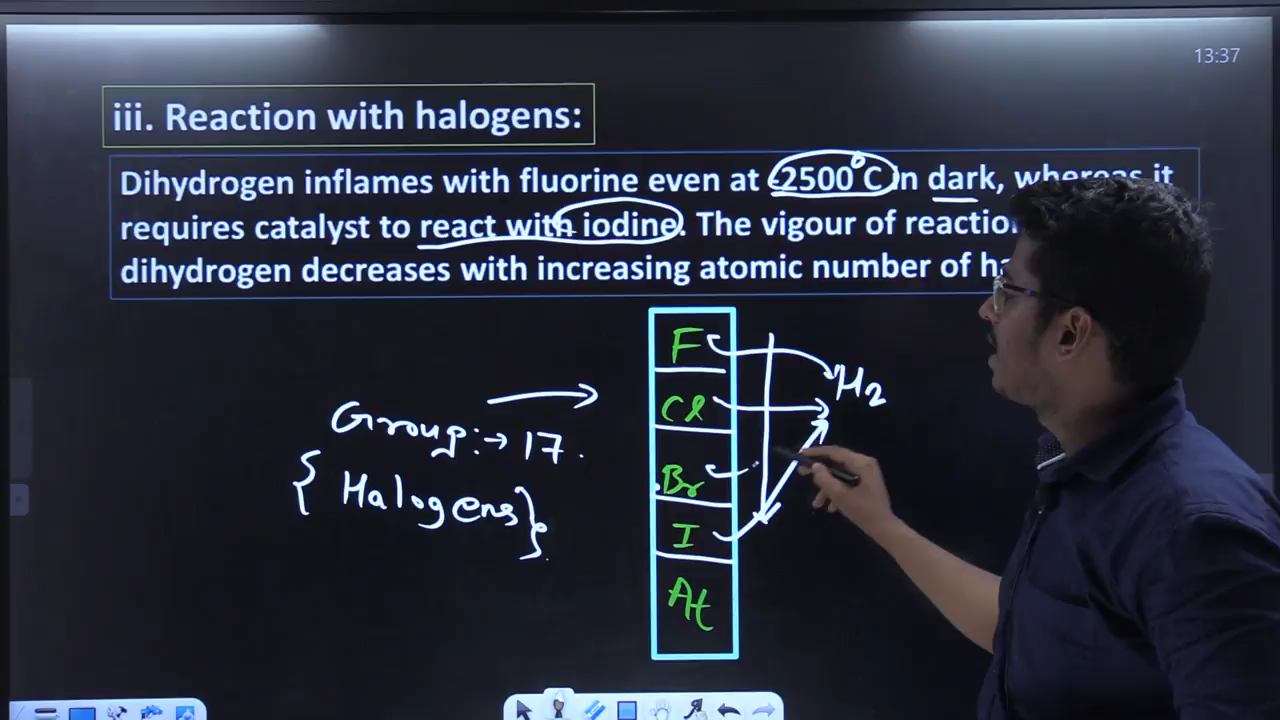 13:37
iii. Reaction with halogens:
Dihydrogen inflames with fluorine even at -2500°C in dark, whereas it
requires catalyst to react with iodine. The vigour of reaction
dihydrogen decreases with increasing atomic number of
F
H2
Cl
Group:→ 17.
Br
{ Halogens}
I
At